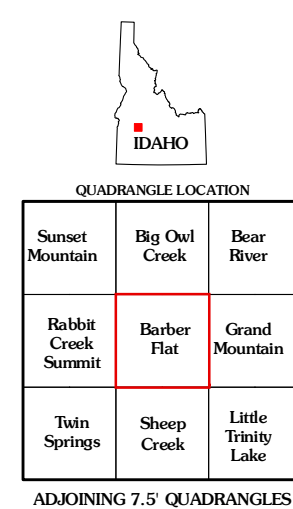 IDAHO
QUADRANGLE LOCATION
Sunset
Mountain
Big Owl
Creek
Bear
River
Rabbit
Creek
Summit
Barber
Flat
Grand
Mountain
Twin
Springs
Sheep
Creek
Little
Trinity
Lake
ADJOINING 7.5' QUADRANGLES